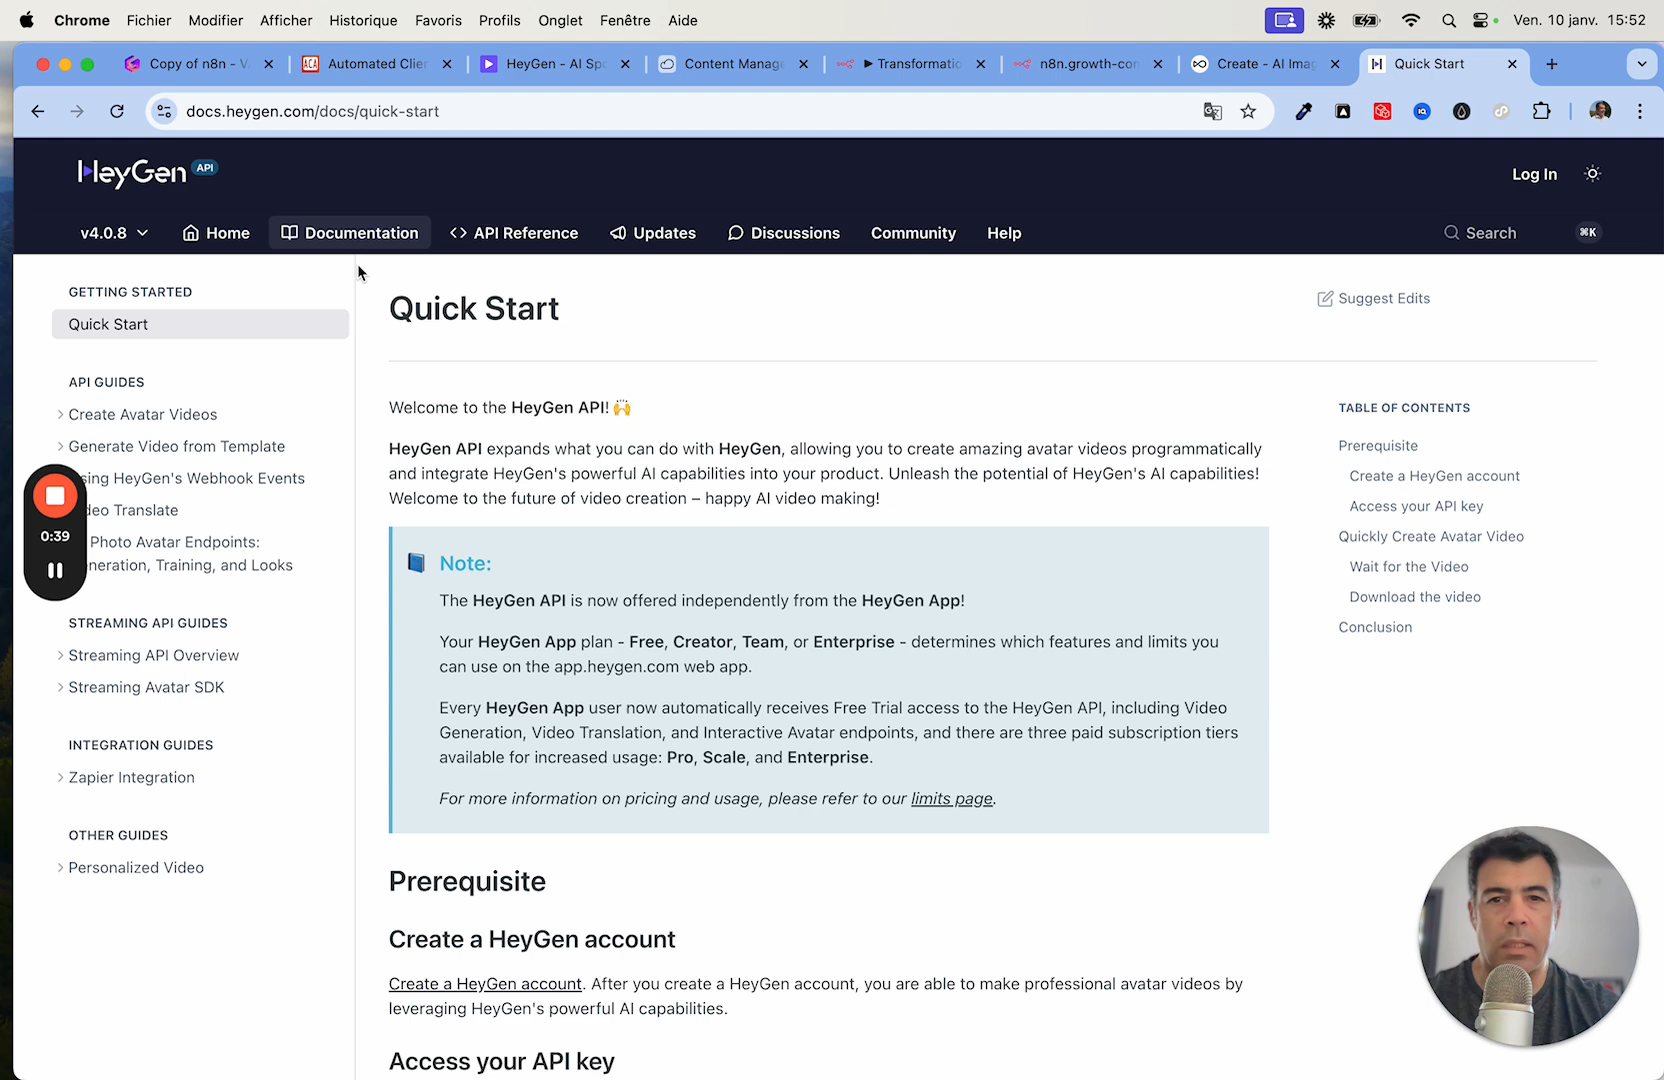 Chrome Fichier Modifier Afficher Historique Favoris Profils Onglet Fenêtre Aide Ven. 10 janv. 15:52
Copy of n8n - V
Automated Clie
HeyGen - AI Sp
Content Manag
Transformatio
n8n.growth-co
Create - AI Imag
Quick Start
docs.heygen.com/docs/quick-start
HeyGen API
Log In
v4.0.8 Home Documentation API Reference Updates Discussions Community Help Search ⌘K
GETTING STARTED
Quick Start
API GUIDES
Create Avatar Videos
Generate Video from Template
sing HeyGen's Webhook Events
deo Translate
Photo Avatar Endpoints:
neration, Training, and Looks
0:39
STREAMING API GUIDES
Streaming API Overview
Streaming Avatar SDK
INTEGRATION GUIDES
Zapier Integration
OTHER GUIDES
Personalized Video
Quick Start
Suggest Edits
Welcome to the HeyGen API! 🙌
HeyGen API expands what you can do with HeyGen, allowing you to create amazing avatar videos programmatically
and integrate HeyGen's powerful AI capabilities into your product. Unleash the potential of HeyGen's AI capabilities!
Welcome to the future of video creation – happy AI video making!
📘 Note:
The HeyGen API is now offered independently from the HeyGen App!
Your HeyGen App plan - Free, Creator, Team, or Enterprise - determines which features and limits you
can use on the app.heygen.com web app.
Every HeyGen App user now automatically receives Free Trial access to the HeyGen API, including Video
Generation, Video Translation, and Interactive Avatar endpoints, and there are three paid subscription tiers
available for increased usage: Pro, Scale, and Enterprise.
For more information on pricing and usage, please refer to our limits page.
Prerequisite
Create a HeyGen account
Create a HeyGen account. After you create a HeyGen account, you are able to make professional avatar videos by
leveraging HeyGen's powerful AI capabilities.
Access your API key
TABLE OF CONTENTS
Prerequisite
Create a HeyGen account
Access your API key
Quickly Create Avatar Video
Wait for the Video
Download the video
Conclusion